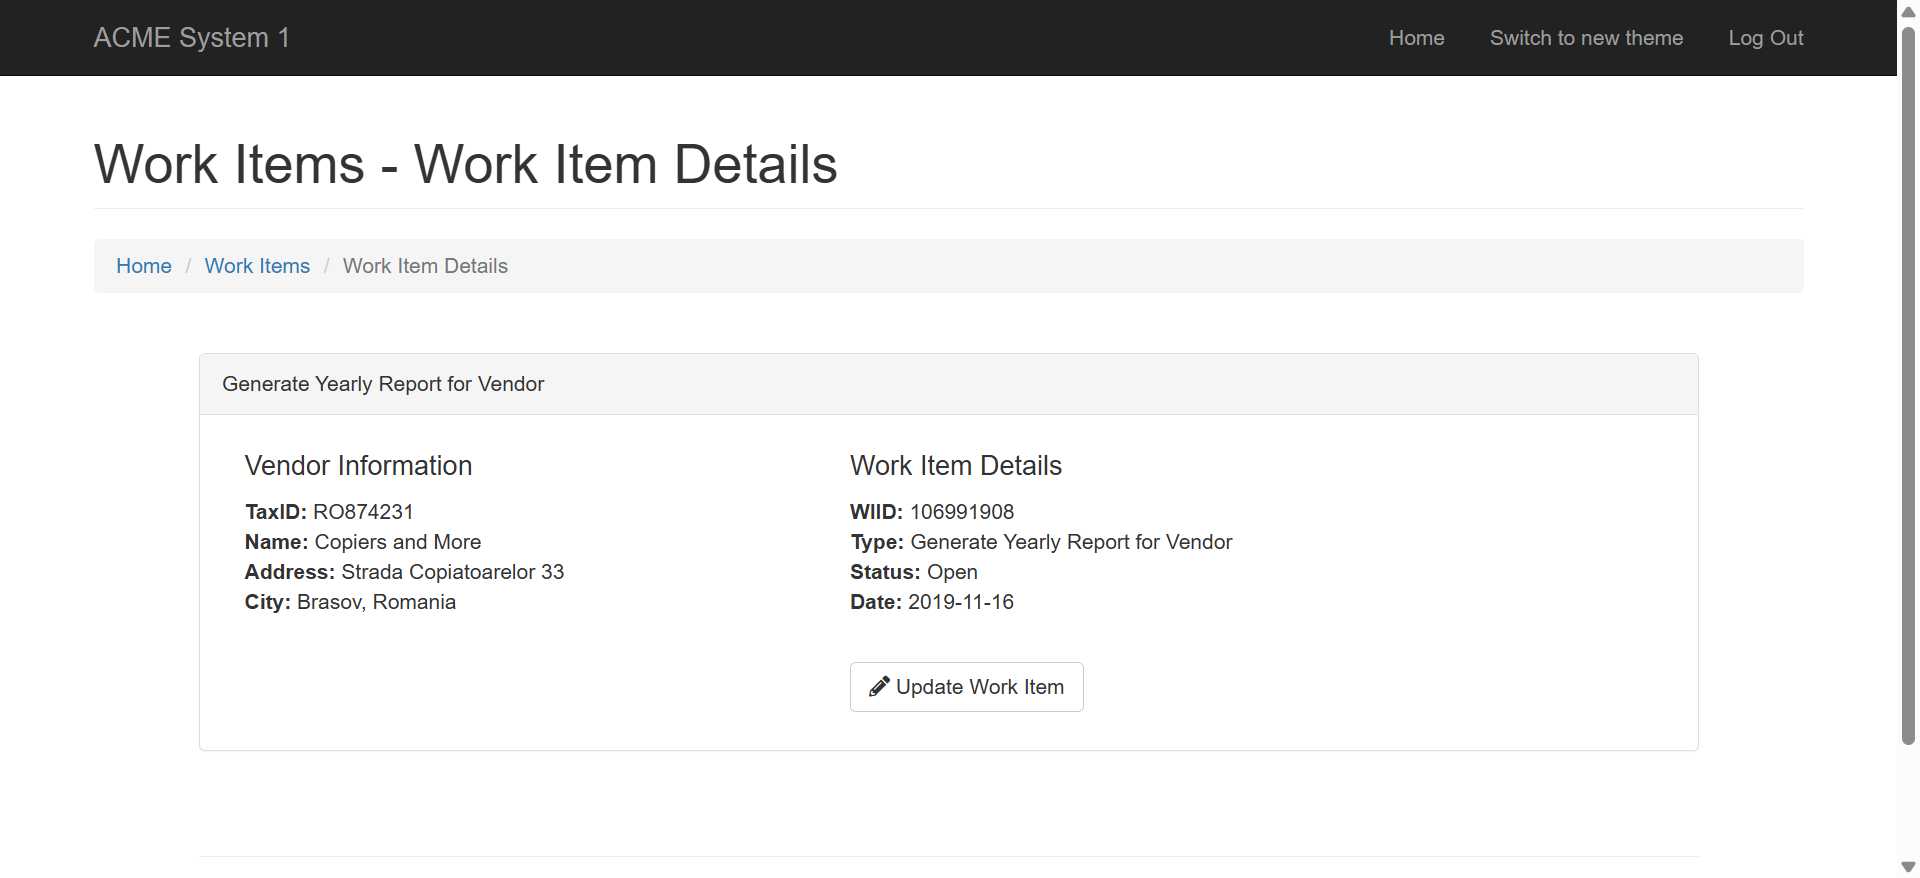 ACME System 1
Home
Switch to new theme
Log Out
Work Items - Work Item Details
Home / Work Items / Work Item Details
Generate Yearly Report for Vendor
Vendor Information
TaxID: RO874231
Name: Copiers and More
Address: Strada Copiatoarelor 33
City: Brasov, Romania
Work Item Details
WIID: 106991908
Type: Generate Yearly Report for Vendor
Status: Open
Date: 2019-11-16
Update Work Item